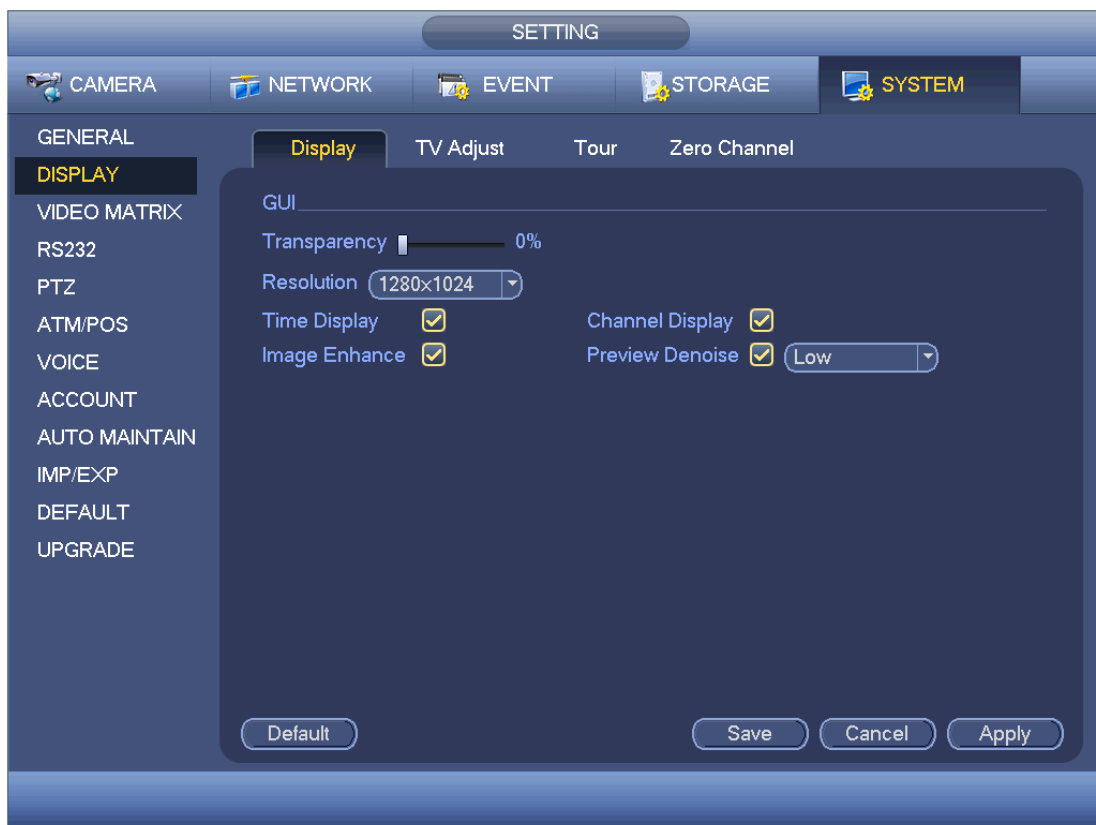 SETTING
CAMERA NETWORK EVENT STORAGE SYSTEM
GENERAL
DISPLAY
VIDEO MATRIX
RS232
PTZ
ATM/POS
VOICE
ACCOUNT
AUTO MAINTAIN
IMP/EXP
DEFAULT
UPGRADE
Display TV Adjust Tour Zero Channel
GUI
Transparency 0%
Resolution 1280×1024
Time Display Channel Display
Image Enhance Preview Denoise Low
Default Save Cancel Apply